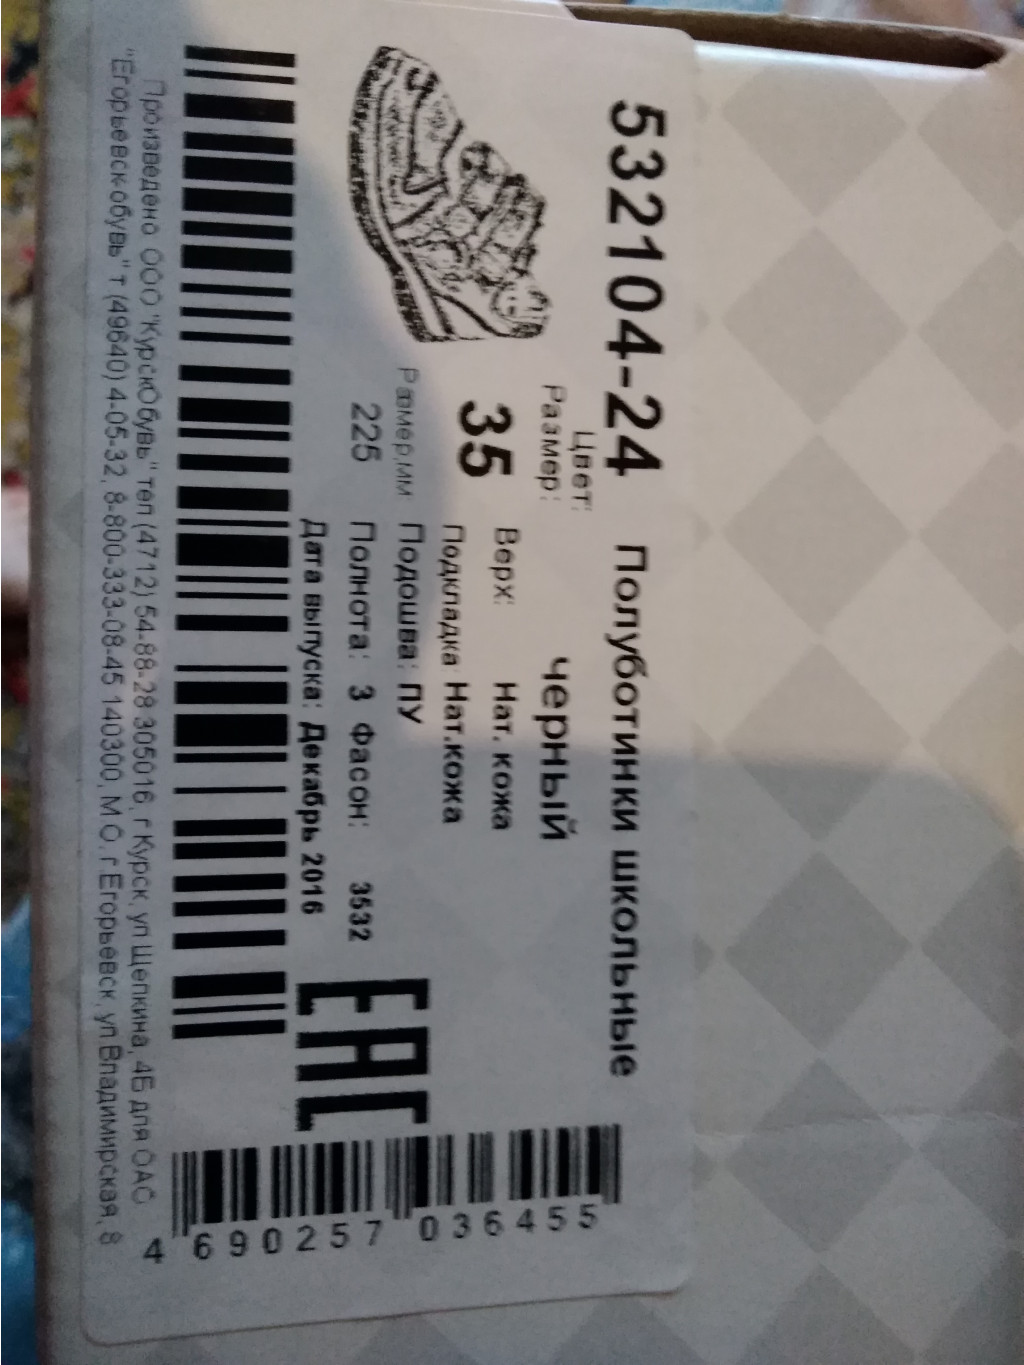 532104-24 Полуботинки школьные
Цвет: черный
Размер:
35
Верх: Нат. кожа
Подкладка Нат.кожа
Размер,мм Подошва: ПУ
225 Полнота: 3 Фасон: 3532
Дата выпуска: Декабрь 2016
EAC
4 690257 036455
Произведено ООО "КурскОбувь" тел (4712) 54-88-28 305016, г Курск, ул Щепкина, 4Б для ОАО
"Егорьевск-обувь" т (49640) 4-05-32, 8-800-333-08-45 140300, М.О, г.Егорьевск, ул.Владимирская, 8